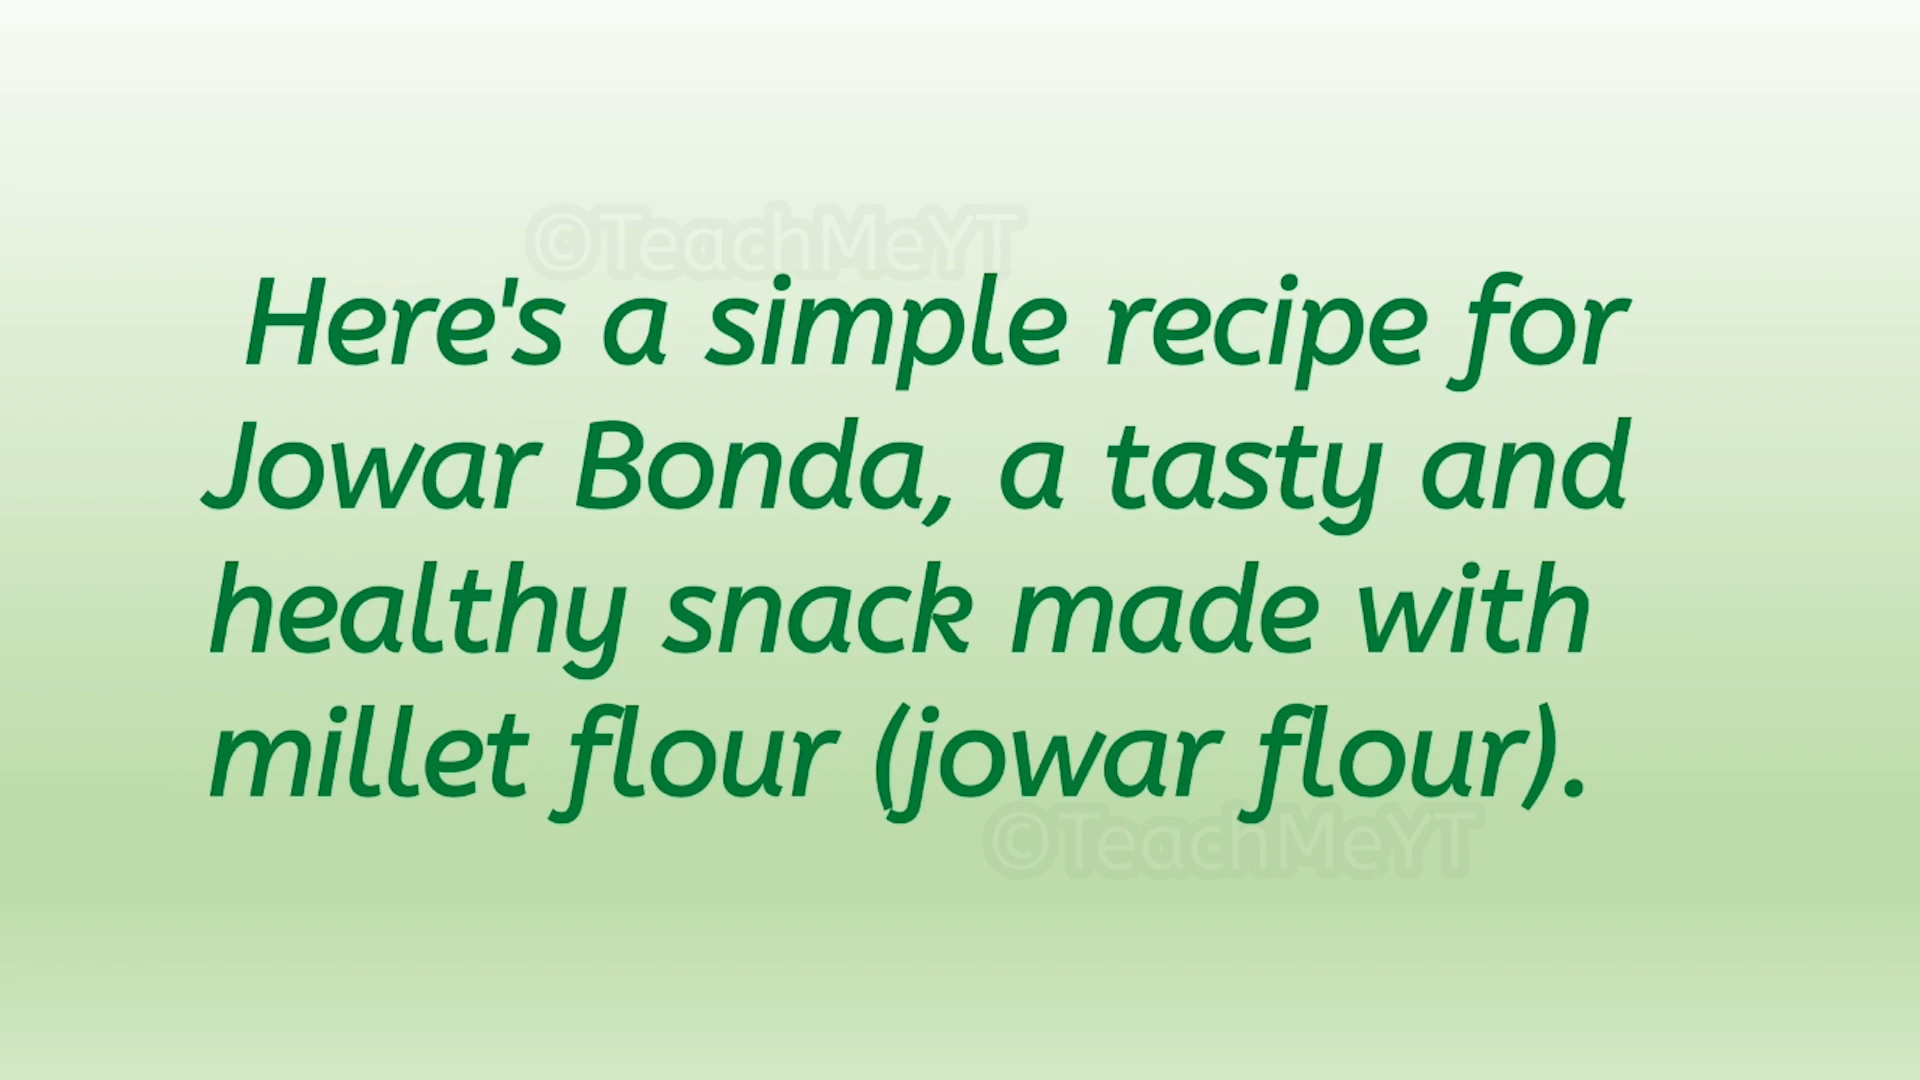 ©TeachMeYT
Here's a simple recipe for
Jowar Bonda, a tasty and
healthy snack made with
millet flour (jowar flour).
©TeachMeYT